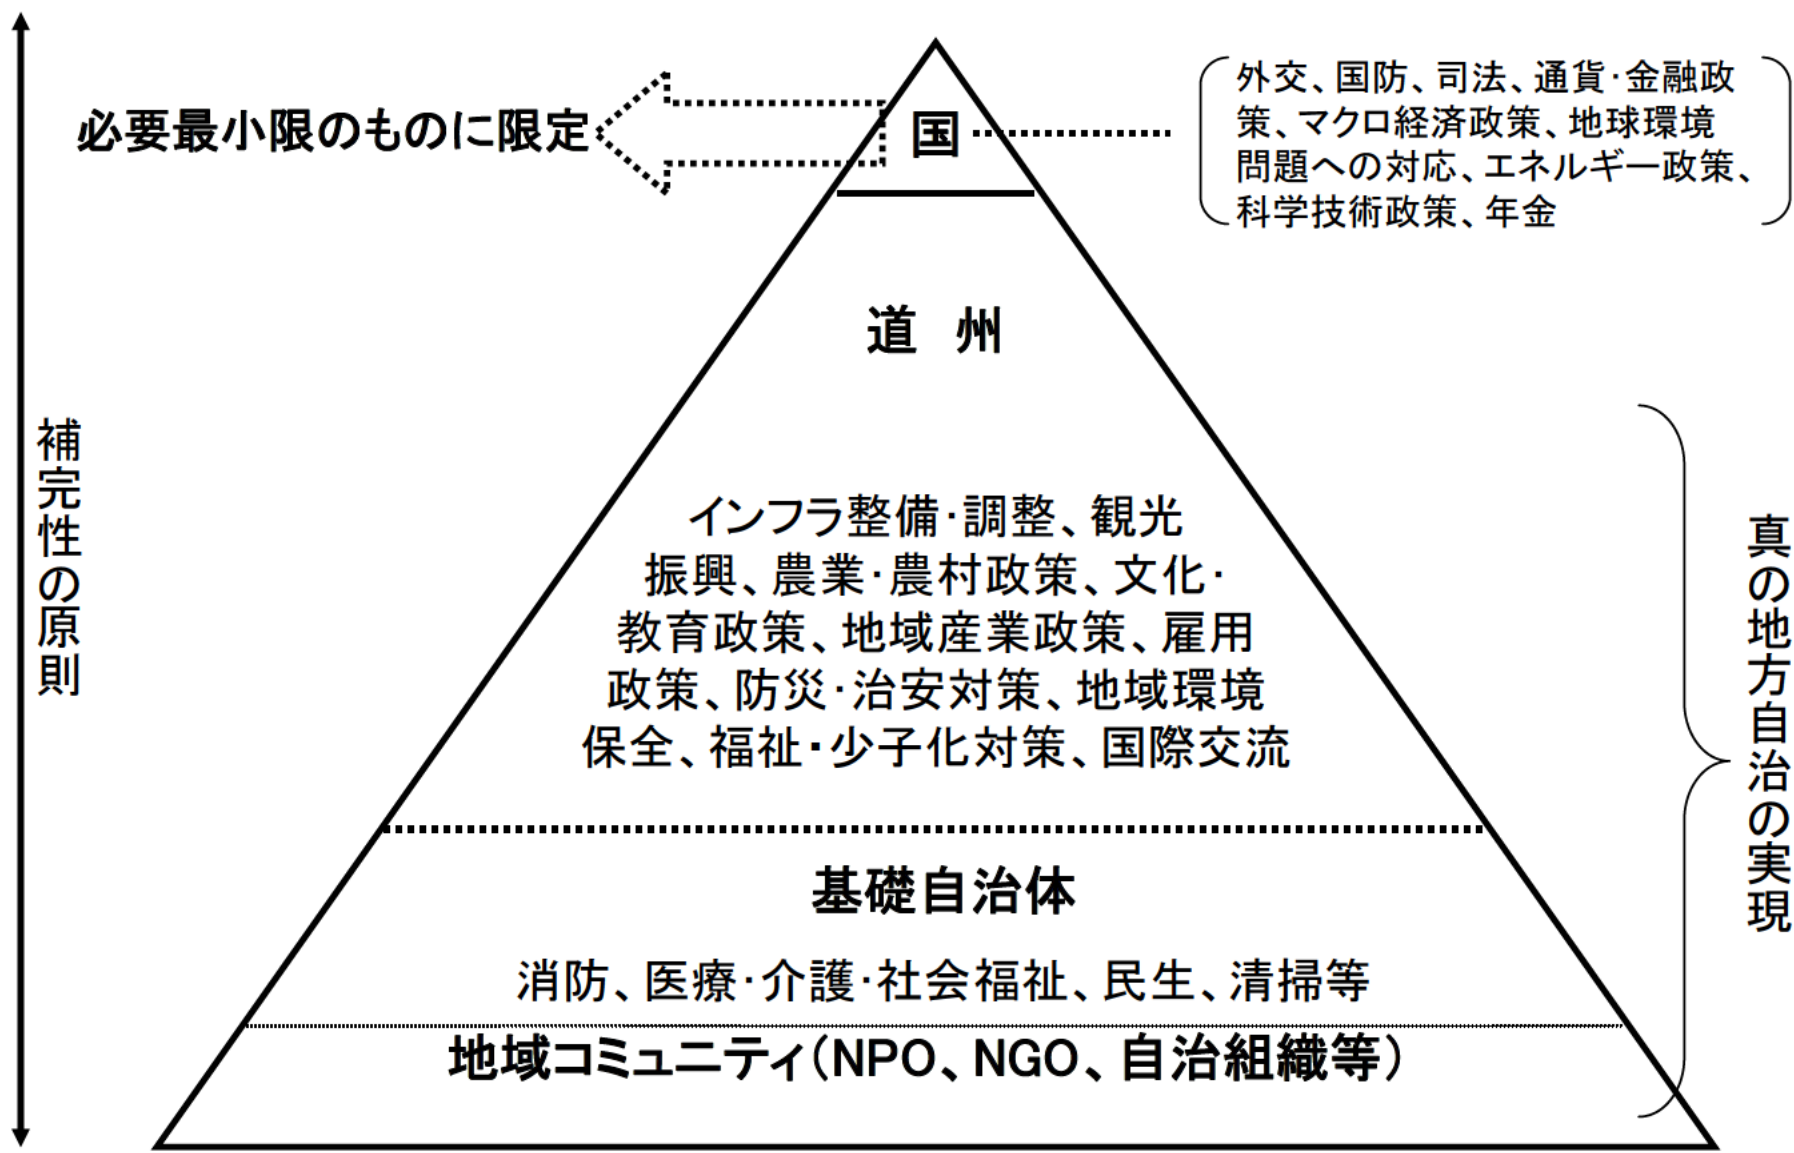 必要最小限のものに限定
国
外交、国防、司法、通貨・金融政
策、マクロ経済政策、地球環境
問題への対応、エネルギー政策、
科学技術政策、年金
道　州
補完性の原則
インフラ整備・調整、観光
振興、農業・農村政策、文化・
教育政策、地域産業政策、雇用
政策、防災・治安対策、地域環境
保全、福祉・少子化対策、国際交流
真の地方自治の実現
基礎自治体
消防、医療・介護・社会福祉、民生、清掃等
地域コミュニティ（NPO、NGO、自治組織等）